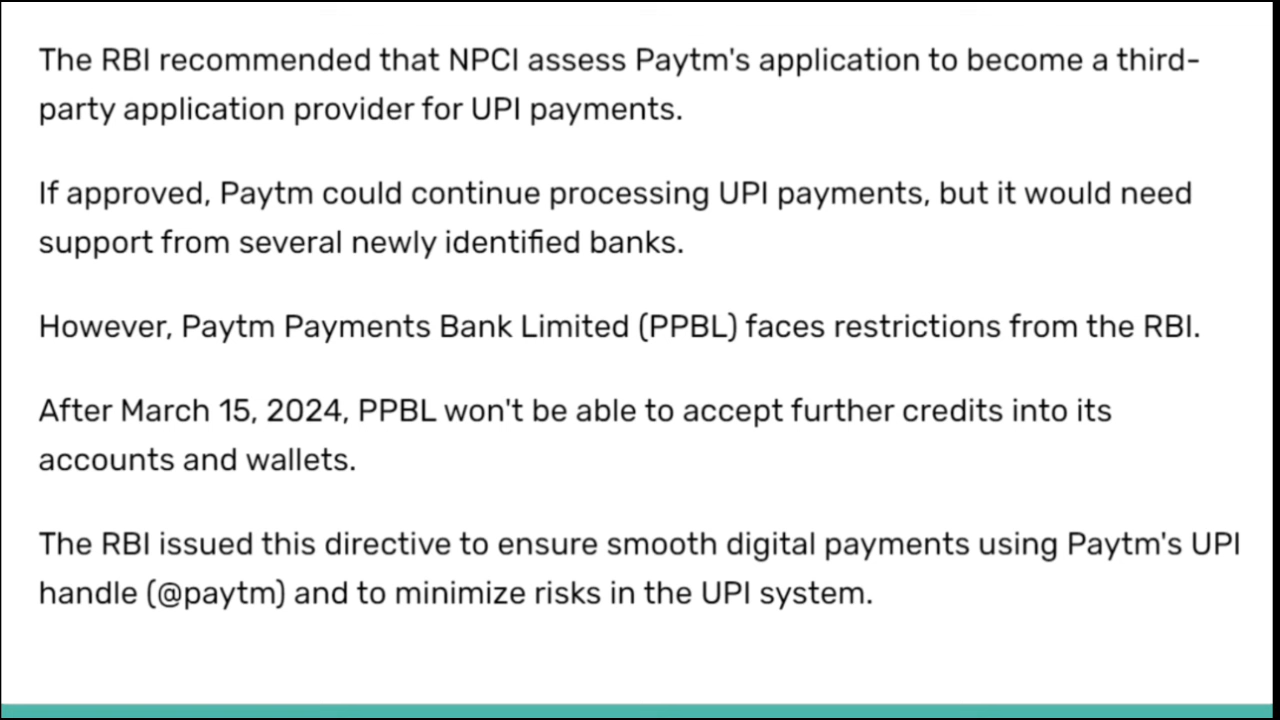 The RBI recommended that NPCI assess Paytm's application to become a third-
party application provider for UPI payments.
If approved, Paytm could continue processing UPI payments, but it would need
support from several newly identified banks.
However, Paytm Payments Bank Limited (PPBL) faces restrictions from the RBI.
After March 15, 2024, PPBL won't be able to accept further credits into its
accounts and wallets.
The RBI issued this directive to ensure smooth digital payments using Paytm's UPI
handle (@paytm) and to minimize risks in the UPI system.